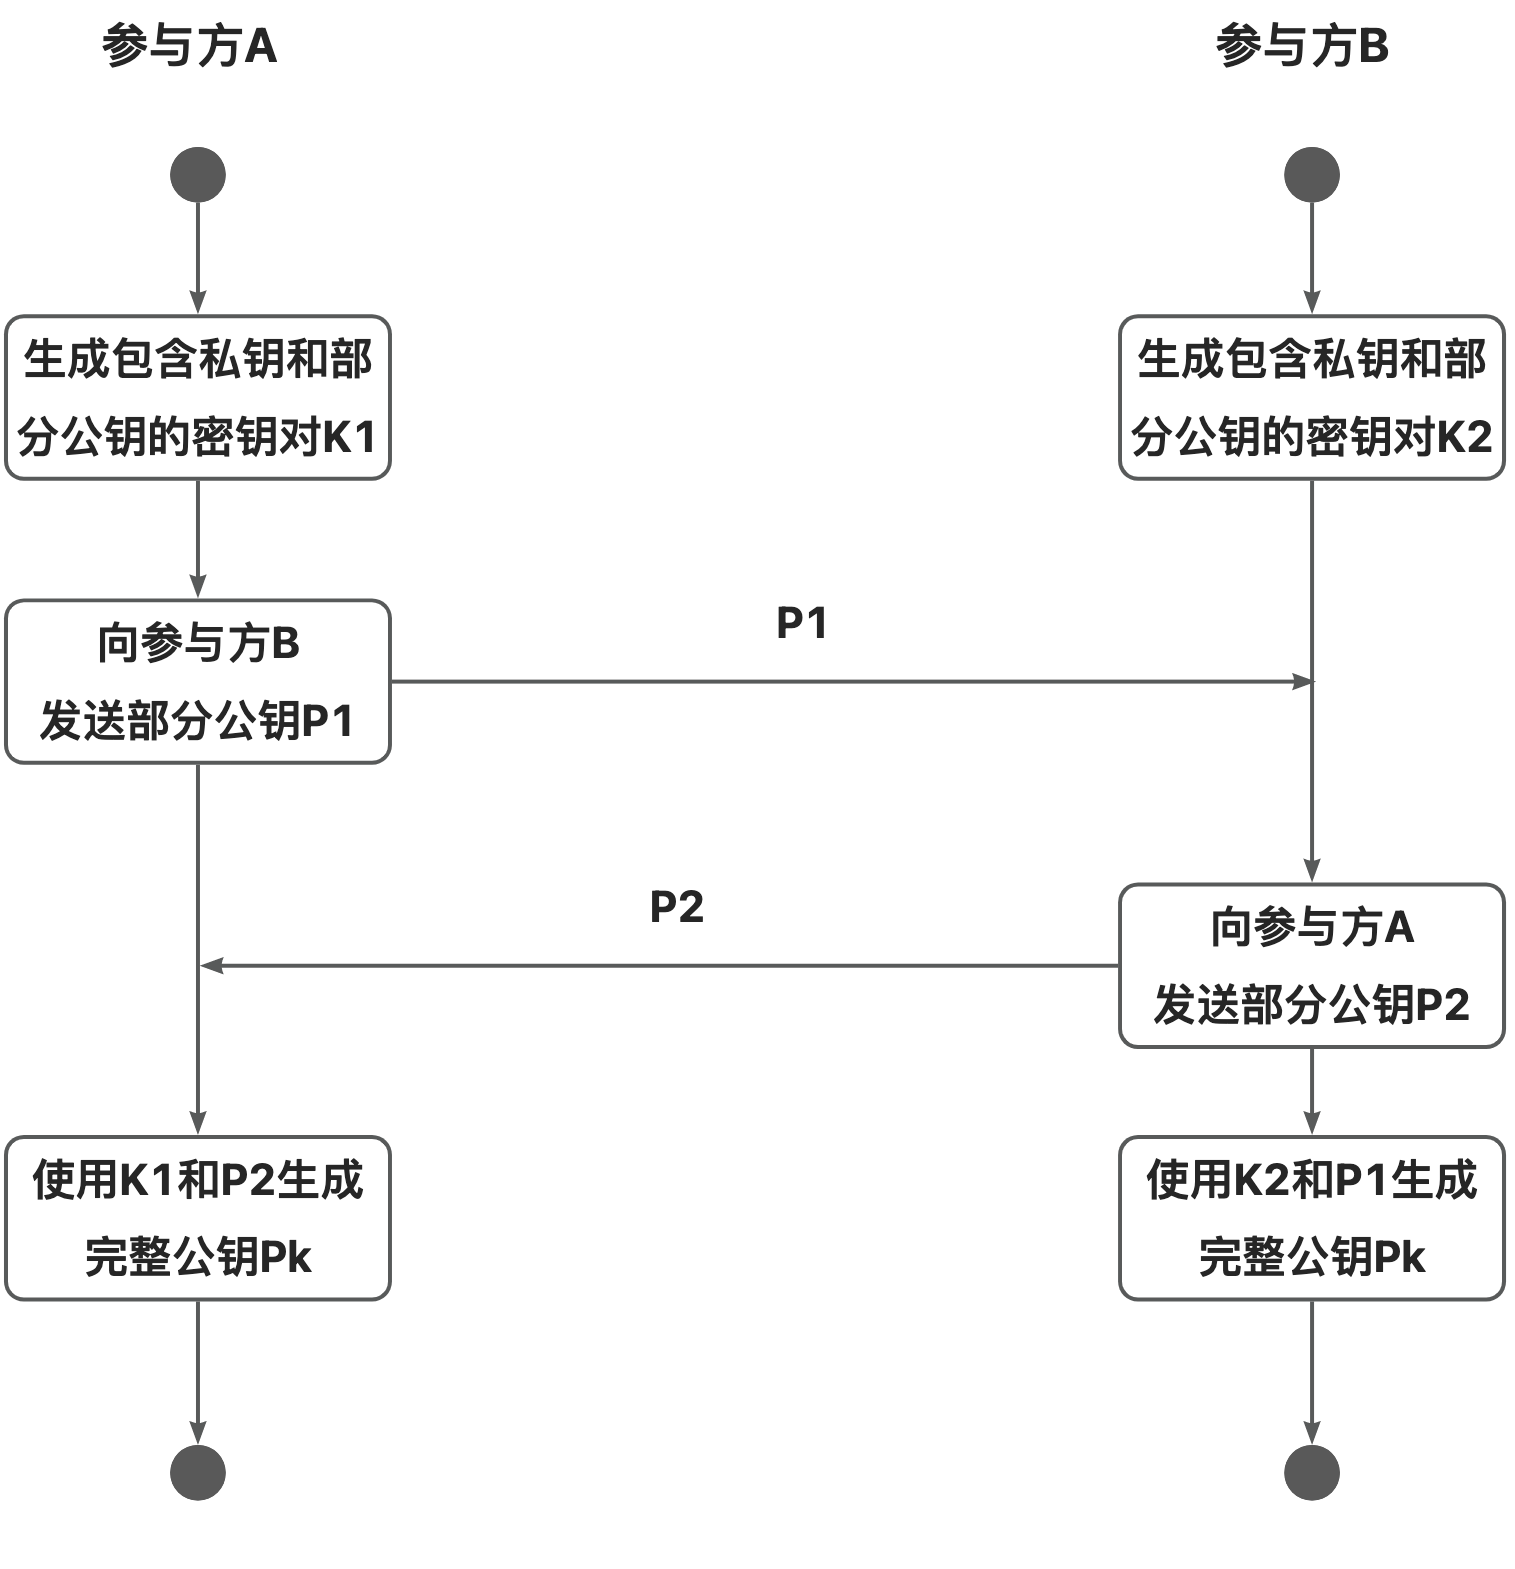 参与方A
参与方B
生成包含私钥和部
分公钥的密钥对K1
生成包含私钥和部
分公钥的密钥对K2
向参与方B
发送部分公钥P1
P1
P2
向参与方A
发送部分公钥P2
使用K1和P2生成
完整公钥Pk
使用K2和P1生成
完整公钥Pk